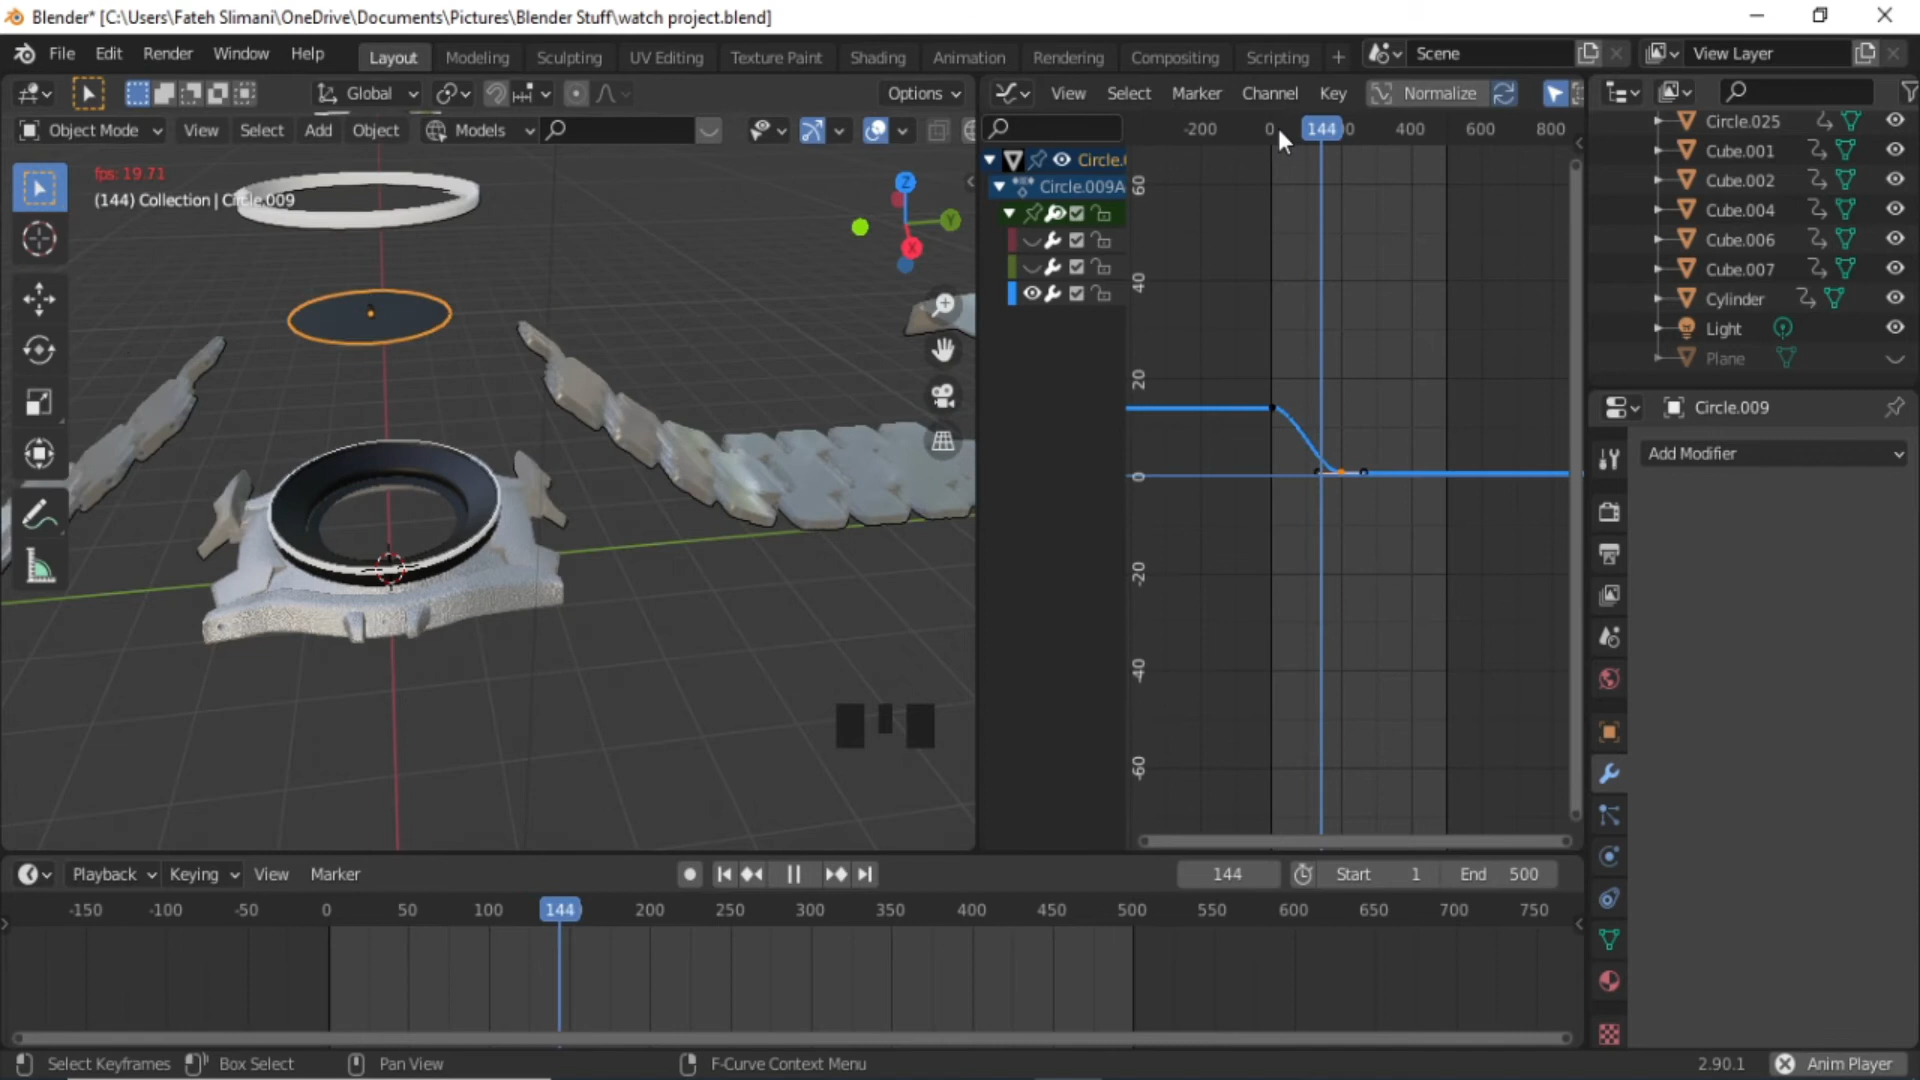 Blender* [C:\Users\Fateh Slimani\OneDrive\Documents\Pictures\Blender Stuff\watch project.blend]
File Edit Render Window Help
Layout Modeling Sculpting UV Editing Texture Paint Shading Animation Rendering Compositing Scripting +
Scene
View Layer
Global
Options
View Select Marker Channel Key Normalize
Object Mode View Select Add Object Models
fps: 19.71
(144) Collection | Circle.009
Z
Y
X
-200 0 144 400 600 800
Circle.
Circle.009A
60
40
20
0
-20
-40
-60
Circle.025
Cube.001
Cube.002
Cube.004
Cube.006
Cube.007
Cylinder
Light
Plane
Circle.009
Add Modifier
Playback Keying View Marker
144
Start 1
End 500
-150 -100 -50 0 50 100 144 200 250 300 350 400 450 500 550 600 650 700 750
Select Keyframes Box Select Pan View F-Curve Context Menu
2.90.1 Anim Player